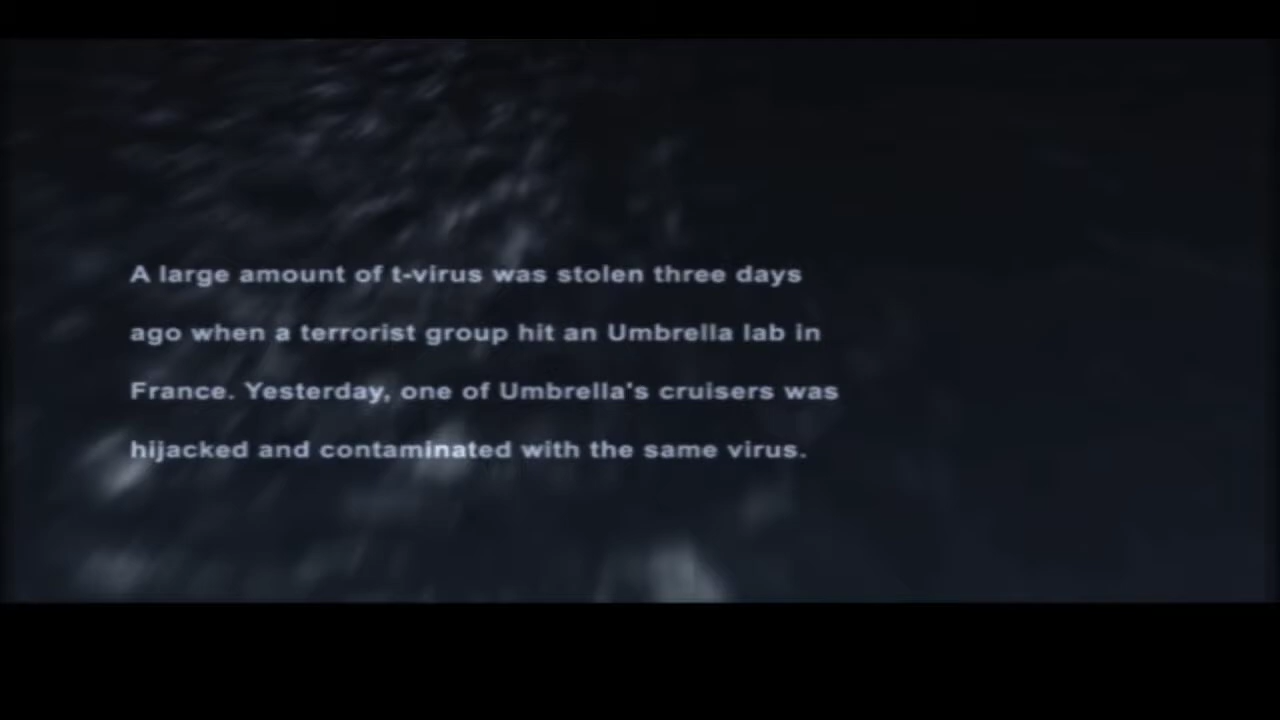 A large amount of t-virus was stolen three days
ago when a terrorist group hit an Umbrella lab in
France. Yesterday, one of Umbrella's cruisers was
hijacked and contaminated with the same virus.